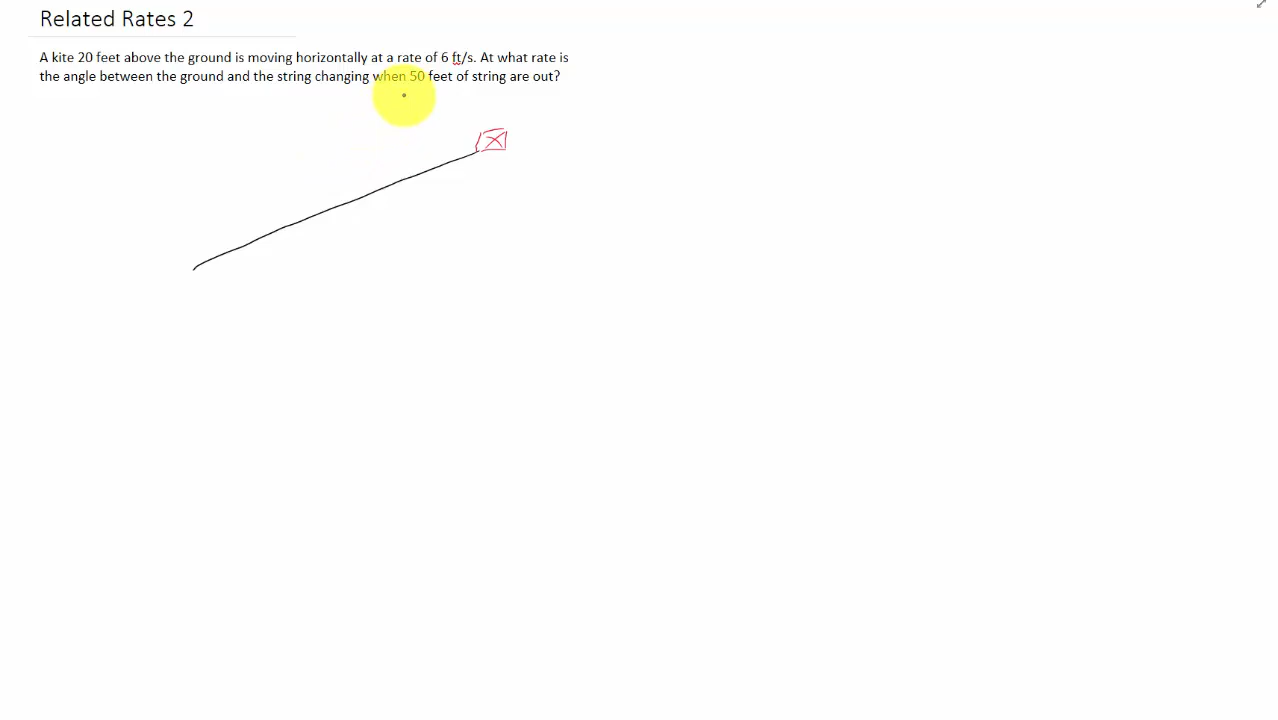 Related Rates 2
A kite 20 feet above the ground is moving horizontally at a rate of 6 ft/s. At what rate is
the angle between the ground and the string changing when 50 feet of string are out?